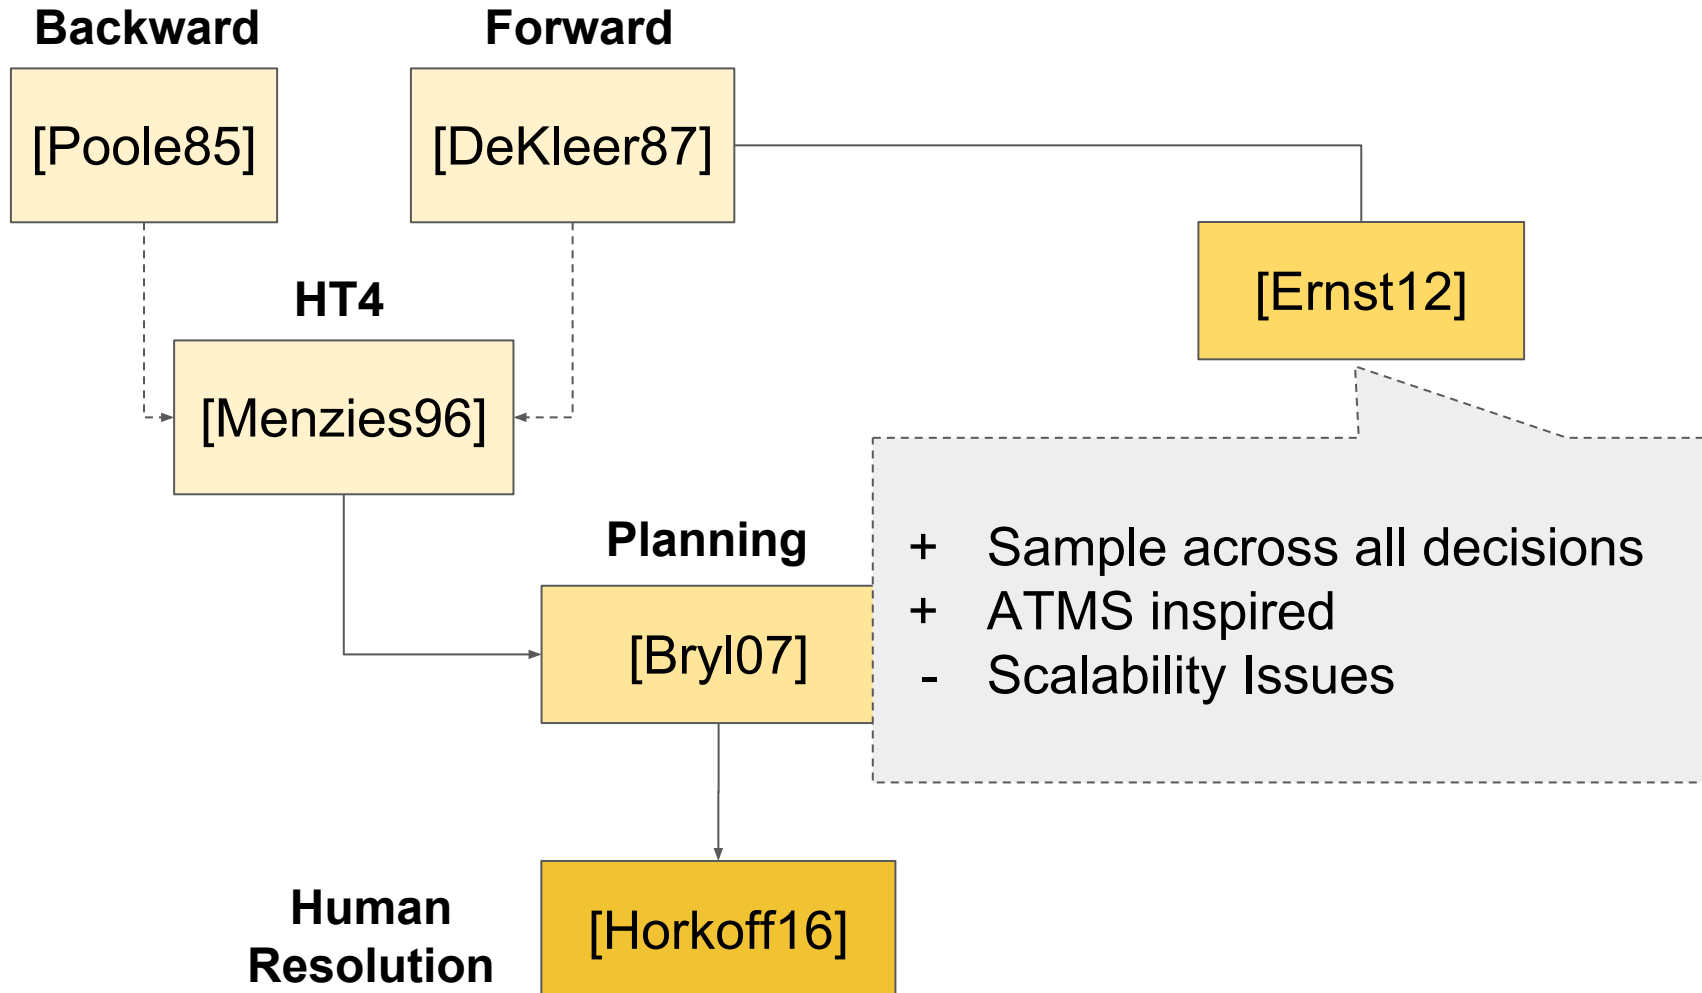 Backward
Forward
[Poole85]
[DeKleer87]
[Ernst12]
HT4
[Menzies96]
Planning
[Bryl07]
+ Sample across all decisions
+ ATMS inspired
- Scalability Issues
Human
Resolution
[Horkoff16]